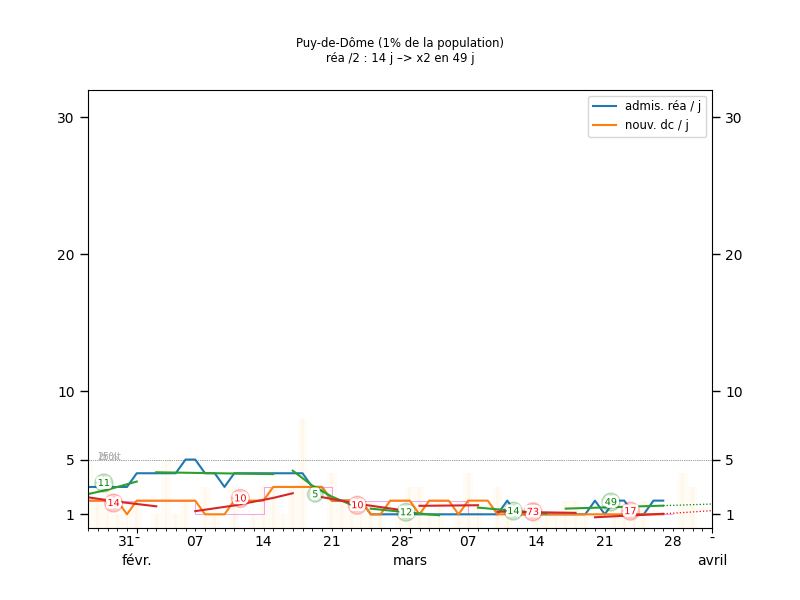 Puy-de-Dôme (1% de la population)
réa /2 : 14 j –> x2 en 49 j
admis. réa / j
nouv. dc / j
30 30
20 20
10 10
5 5
1 1
11 14 10 5 10 12 14 73 49 17
31 07 14 21 28 07 14 21 28
févr. mars avril